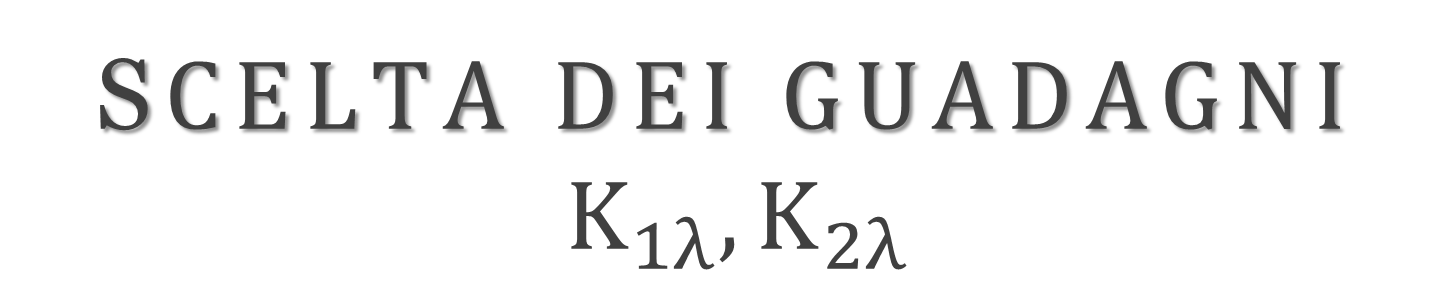 SCELTA DEI GUADAGNI
K₁λ, K₂λ